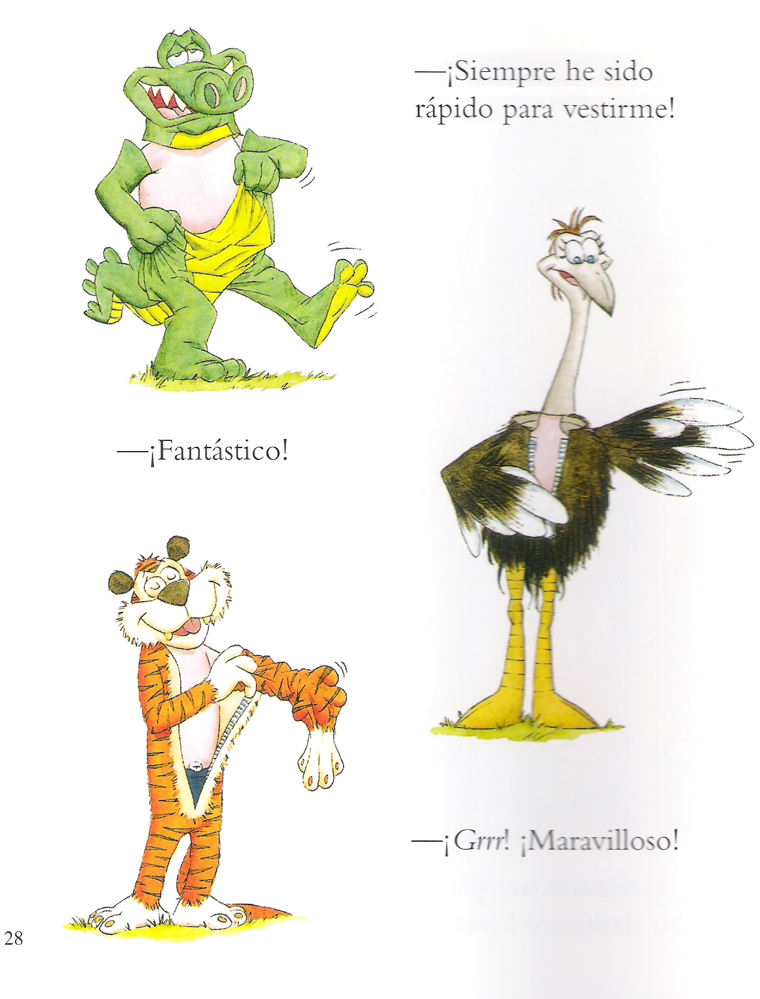 —¡Siempre he sido
rápido para vestirme!
—¡Fantástico!
—¡Grrr! ¡Maravilloso!
28